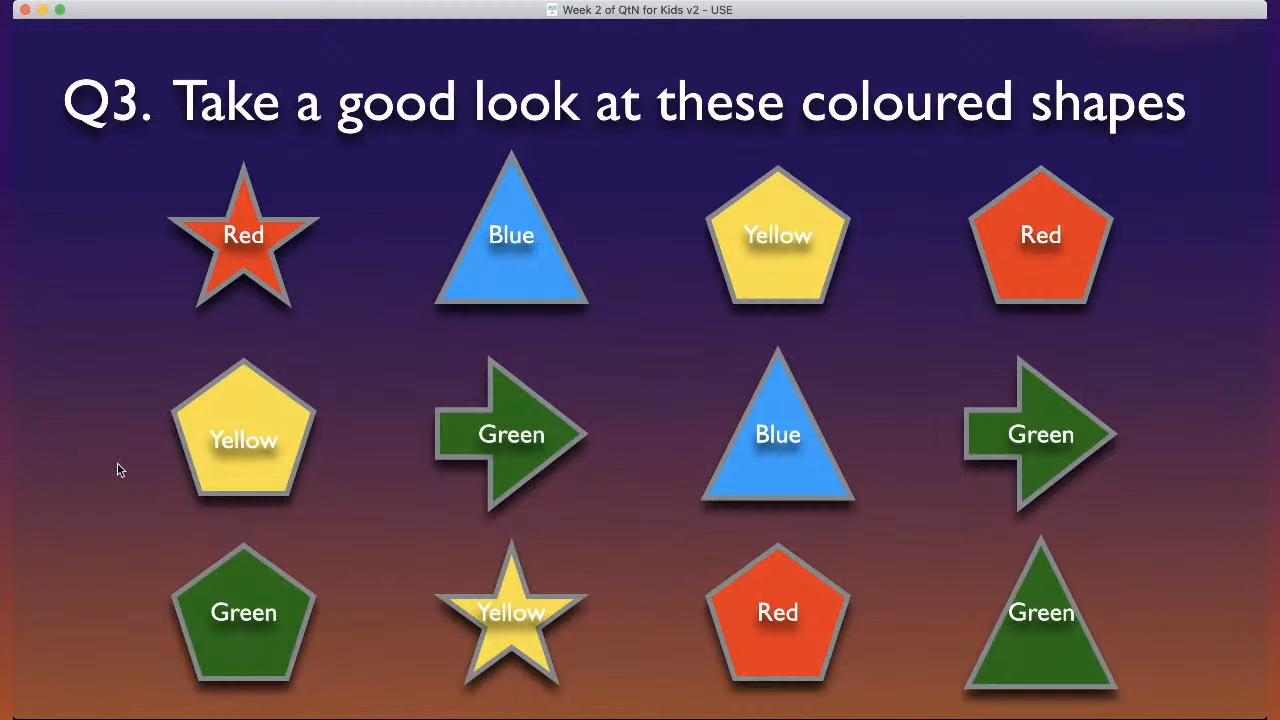 Week 2 of QtN for Kids v2 - USE
Q3. Take a good look at these coloured shapes
Red
Blue
Yellow
Red
Yellow
Green
Blue
Green
Green
Yellow
Red
Green